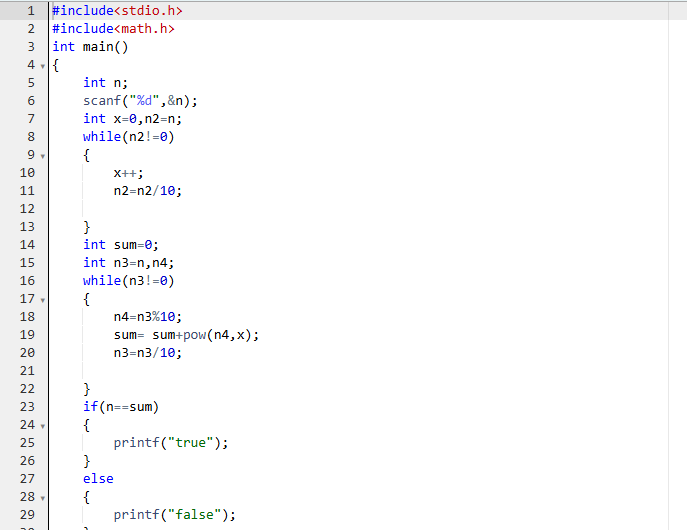 1 #include<stdio.h>
2 #include<math.h>
3 int main()
4 {
5 int n;
6 scanf("%d",&n);
7 int x=0,n2=n;
8 while(n2!=0)
9 {
10 x++;
11 n2=n2/10;
12
13 }
14 int sum=0;
15 int n3=n,n4;
16 while(n3!=0)
17 {
18 n4=n3%10;
19 sum= sum+pow(n4,x);
20 n3=n3/10;
21
22 }
23 if(n==sum)
24 {
25 printf("true");
26 }
27 else
28 {
29 printf("false");